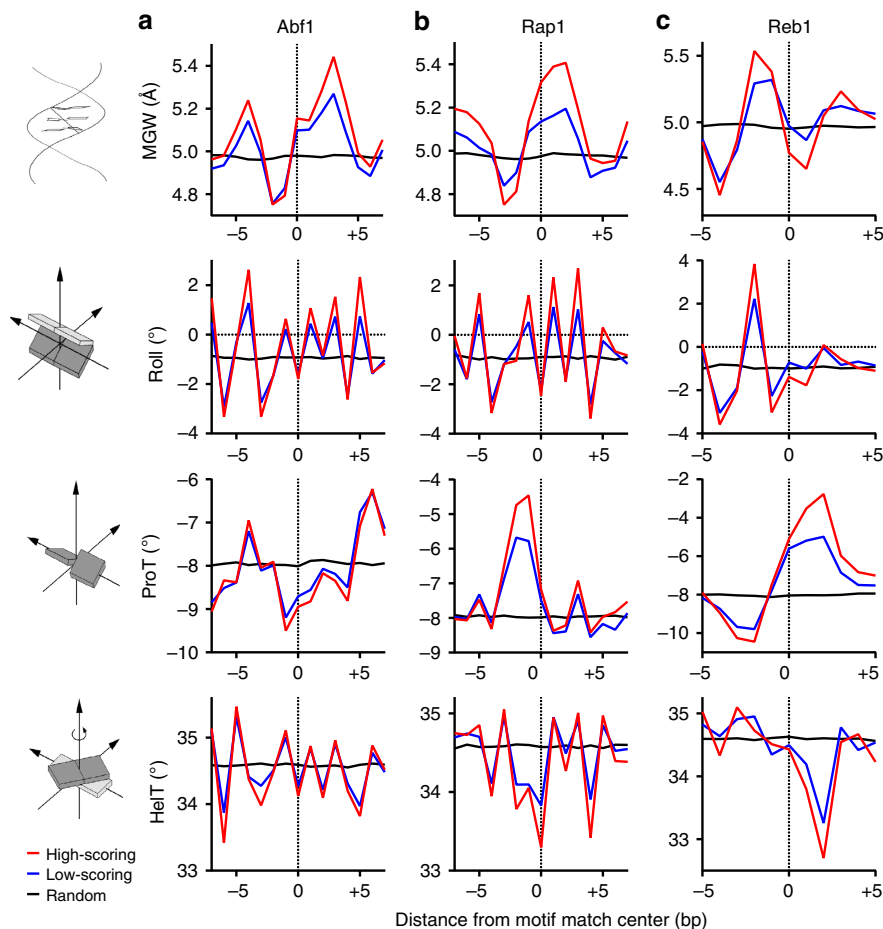 a Abf1 b Rap1 c Reb1
MGW (Å)
5.4
5.2
5.0
4.8
−5 0 +5
5.4
5.2
5.0
4.8
−5 0 +5
5.5
5.0
4.5
−5 0 +5
Roll (°)
2
0
−2
−4
−5 0 +5
2
0
−2
−4
−5 0 +5
4
2
0
−2
−4
−5 0 +5
ProT (°)
−6
−7
−8
−9
−10
−5 0 +5
−4
−5
−6
−7
−8
−9
−5 0 +5
−2
−4
−6
−8
−10
−5 0 +5
HelT (°)
35
34
33
−5 0 +5
35
34
33
−5 0 +5
35
34
33
−5 0 +5
High-scoring
Low-scoring
Random
Distance from motif match center (bp)